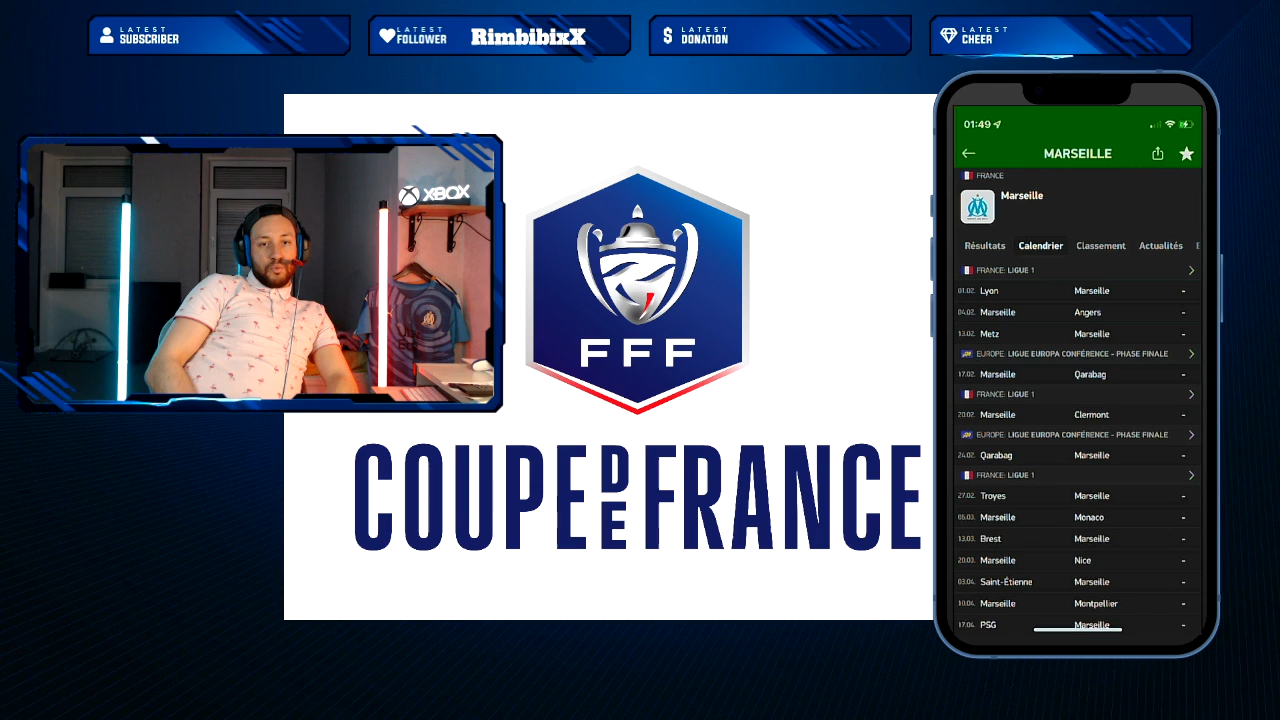 LATEST
SUBSCRIBER
LATEST
FOLLOWER
RimbibixX
LATEST
DONATION
LATEST
CHEER
XBOX
FFF
COUPE DE FRANCE
01:49
MARSEILLE
FRANCE
Marseille
Résultats Calendrier Classement Actualités
FRANCE: LIGUE 1
01.02. Lyon Marseille -
04.02. Marseille Angers -
13.02. Metz Marseille -
EUROPE: LIGUE EUROPA CONFÉRENCE - PHASE FINALE
17.02. Marseille Qarabag -
FRANCE: LIGUE 1
20.02. Marseille Clermont -
EUROPE: LIGUE EUROPA CONFÉRENCE - PHASE FINALE
24.02. Qarabag Marseille -
FRANCE: LIGUE 1
27.02. Troyes Marseille -
06.03. Marseille Monaco -
13.03. Brest Marseille -
20.03. Marseille Nice -
03.04. Saint-Étienne Marseille -
10.04. Marseille Montpellier -
17.04. PSG Marseille -